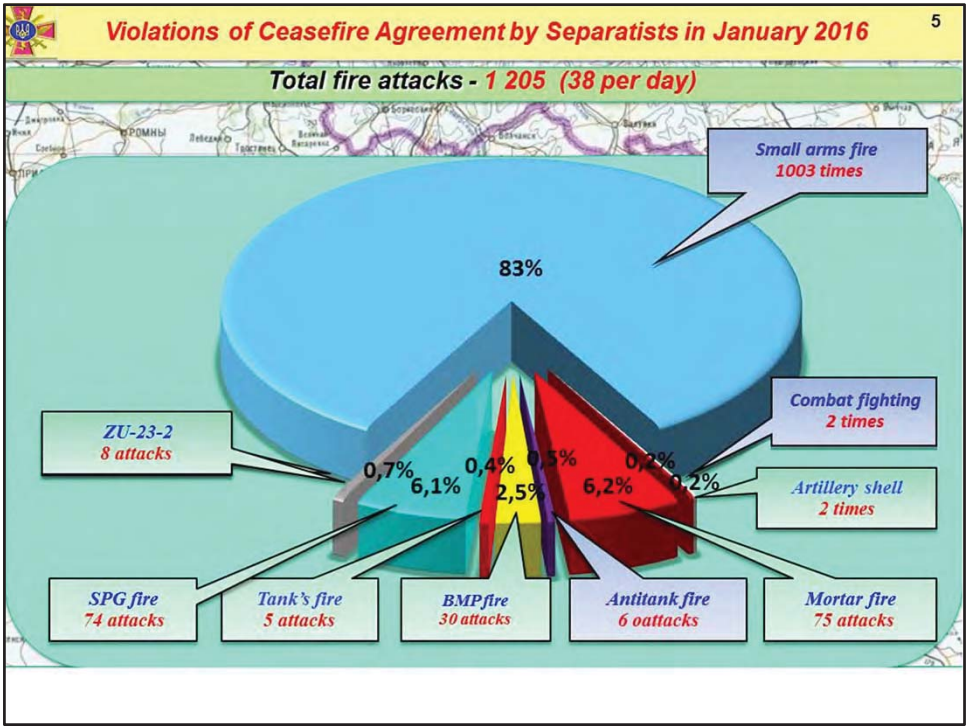 5
Violations of Ceasefire Agreement by Separatists in January 2016
Total fire attacks - 1 205 (38 per day)
РОМНЫ
Лебедин
Тростянец
Small arms fire
1003 times
83%
Combat fighting
2 times
ZU-23-2
8 attacks
0,7%
6,1%
0,4%
2,5%
0,5%
6,2%
0,2%
0,2%
Artillery shell
2 times
SPG fire
74 attacks
Tank's fire
5 attacks
BMP fire
30 attacks
Antitank fire
6 oattacks
Mortar fire
75 attacks